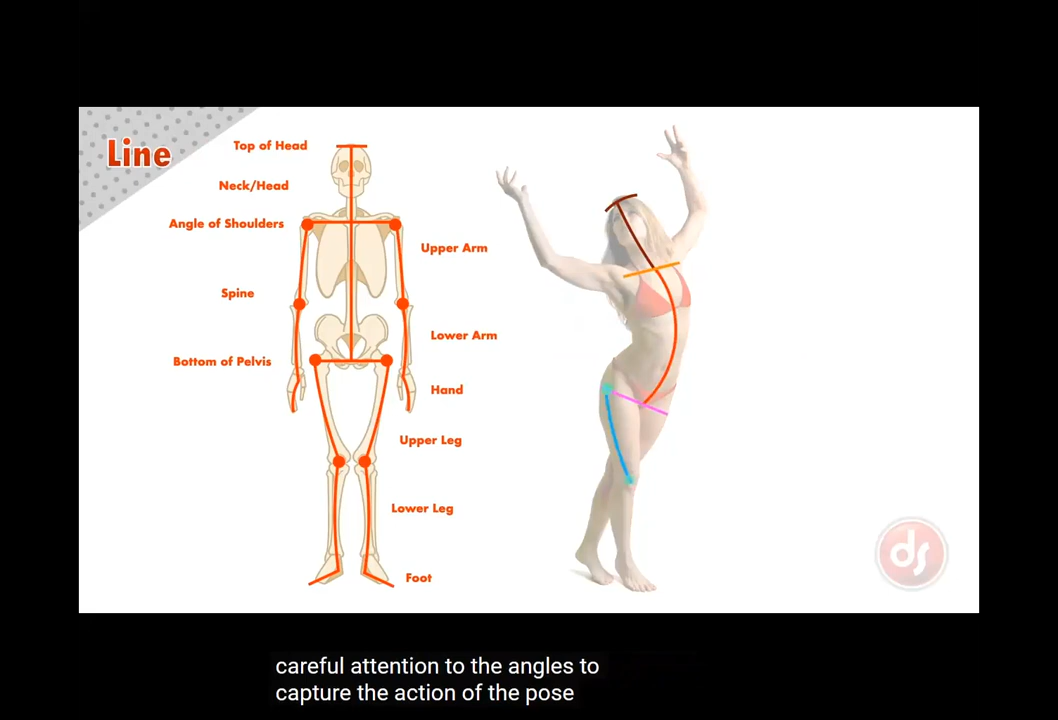 Line
Top of Head
Neck/Head
Angle of Shoulders
Upper Arm
Spine
Lower Arm
Bottom of Pelvis
Hand
Upper Leg
Lower Leg
Foot
ds
careful attention to the angles to
capture the action of the pose